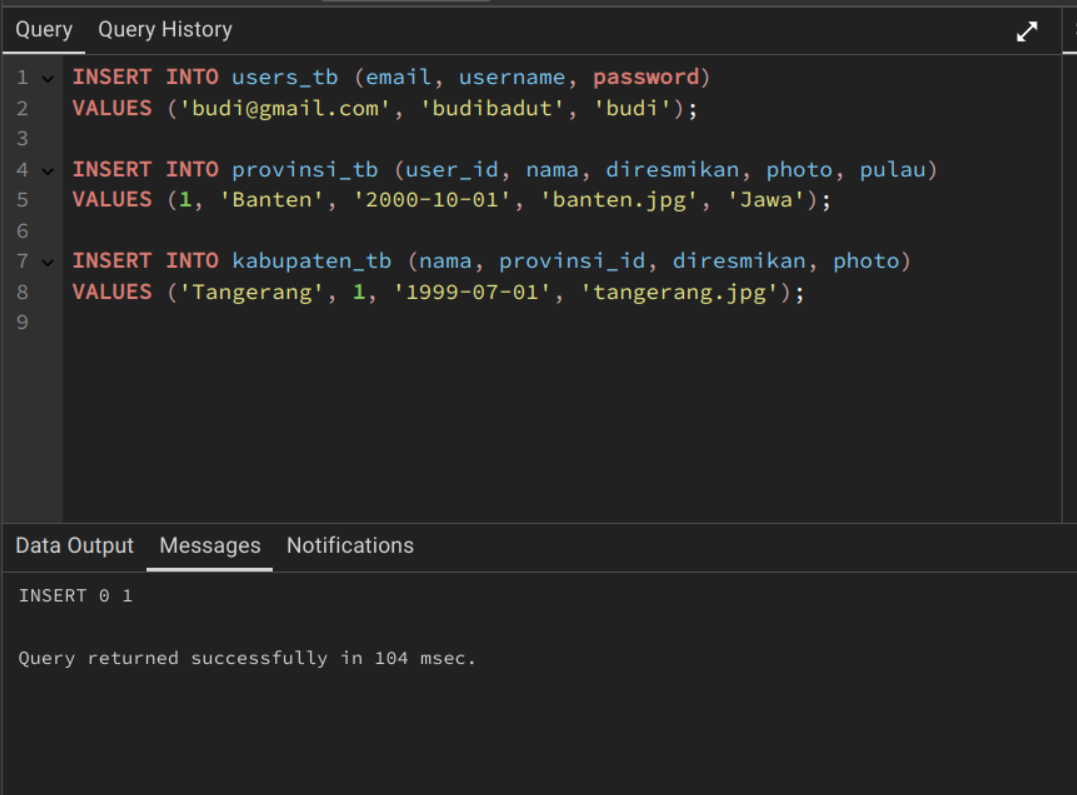 Query Query History
1 INSERT INTO users_tb (email, username, password)
2 VALUES ('budi@gmail.com', 'budibadut', 'budi');
3
4 INSERT INTO provinsi_tb (user_id, nama, diresmikan, photo, pulau)
5 VALUES (1, 'Banten', '2000-10-01', 'banten.jpg', 'Jawa');
6
7 INSERT INTO kabupaten_tb (nama, provinsi_id, diresmikan, photo)
8 VALUES ('Tangerang', 1, '1999-07-01', 'tangerang.jpg');
9
Data Output Messages Notifications
INSERT 0 1
Query returned successfully in 104 msec.